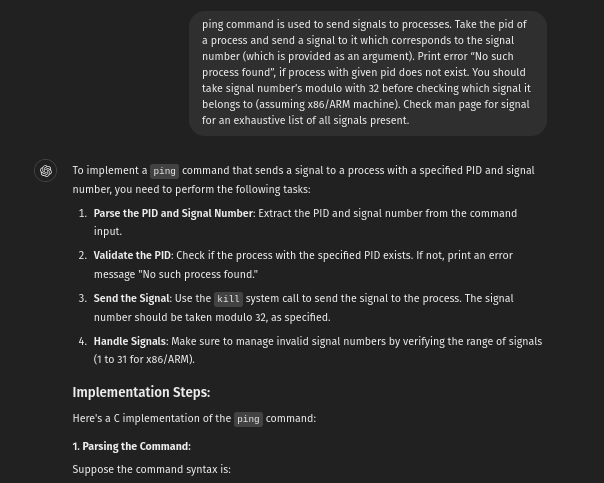 ping command is used to send signals to processes. Take the pid of
a process and send a signal to it which corresponds to the signal
number (which is provided as an argument). Print error “No such
process found”, if process with given pid does not exist. You should
take signal number’s modulo with 32 before checking which signal it
belongs to (assuming x86/ARM machine). Check man page for signal
for an exhaustive list of all signals present.
To implement a ping command that sends a signal to a process with a specified PID and signal
number, you need to perform the following tasks:
1. Parse the PID and Signal Number: Extract the PID and signal number from the command
input.
2. Validate the PID: Check if the process with the specified PID exists. If not, print an error
message "No such process found."
3. Send the Signal: Use the kill system call to send the signal to the process. The signal
number should be taken modulo 32, as specified.
4. Handle Signals: Make sure to manage invalid signal numbers by verifying the range of signals
(1 to 31 for x86/ARM).
Implementation Steps:
Here's a C implementation of the ping command:
1. Parsing the Command:
Suppose the command syntax is: